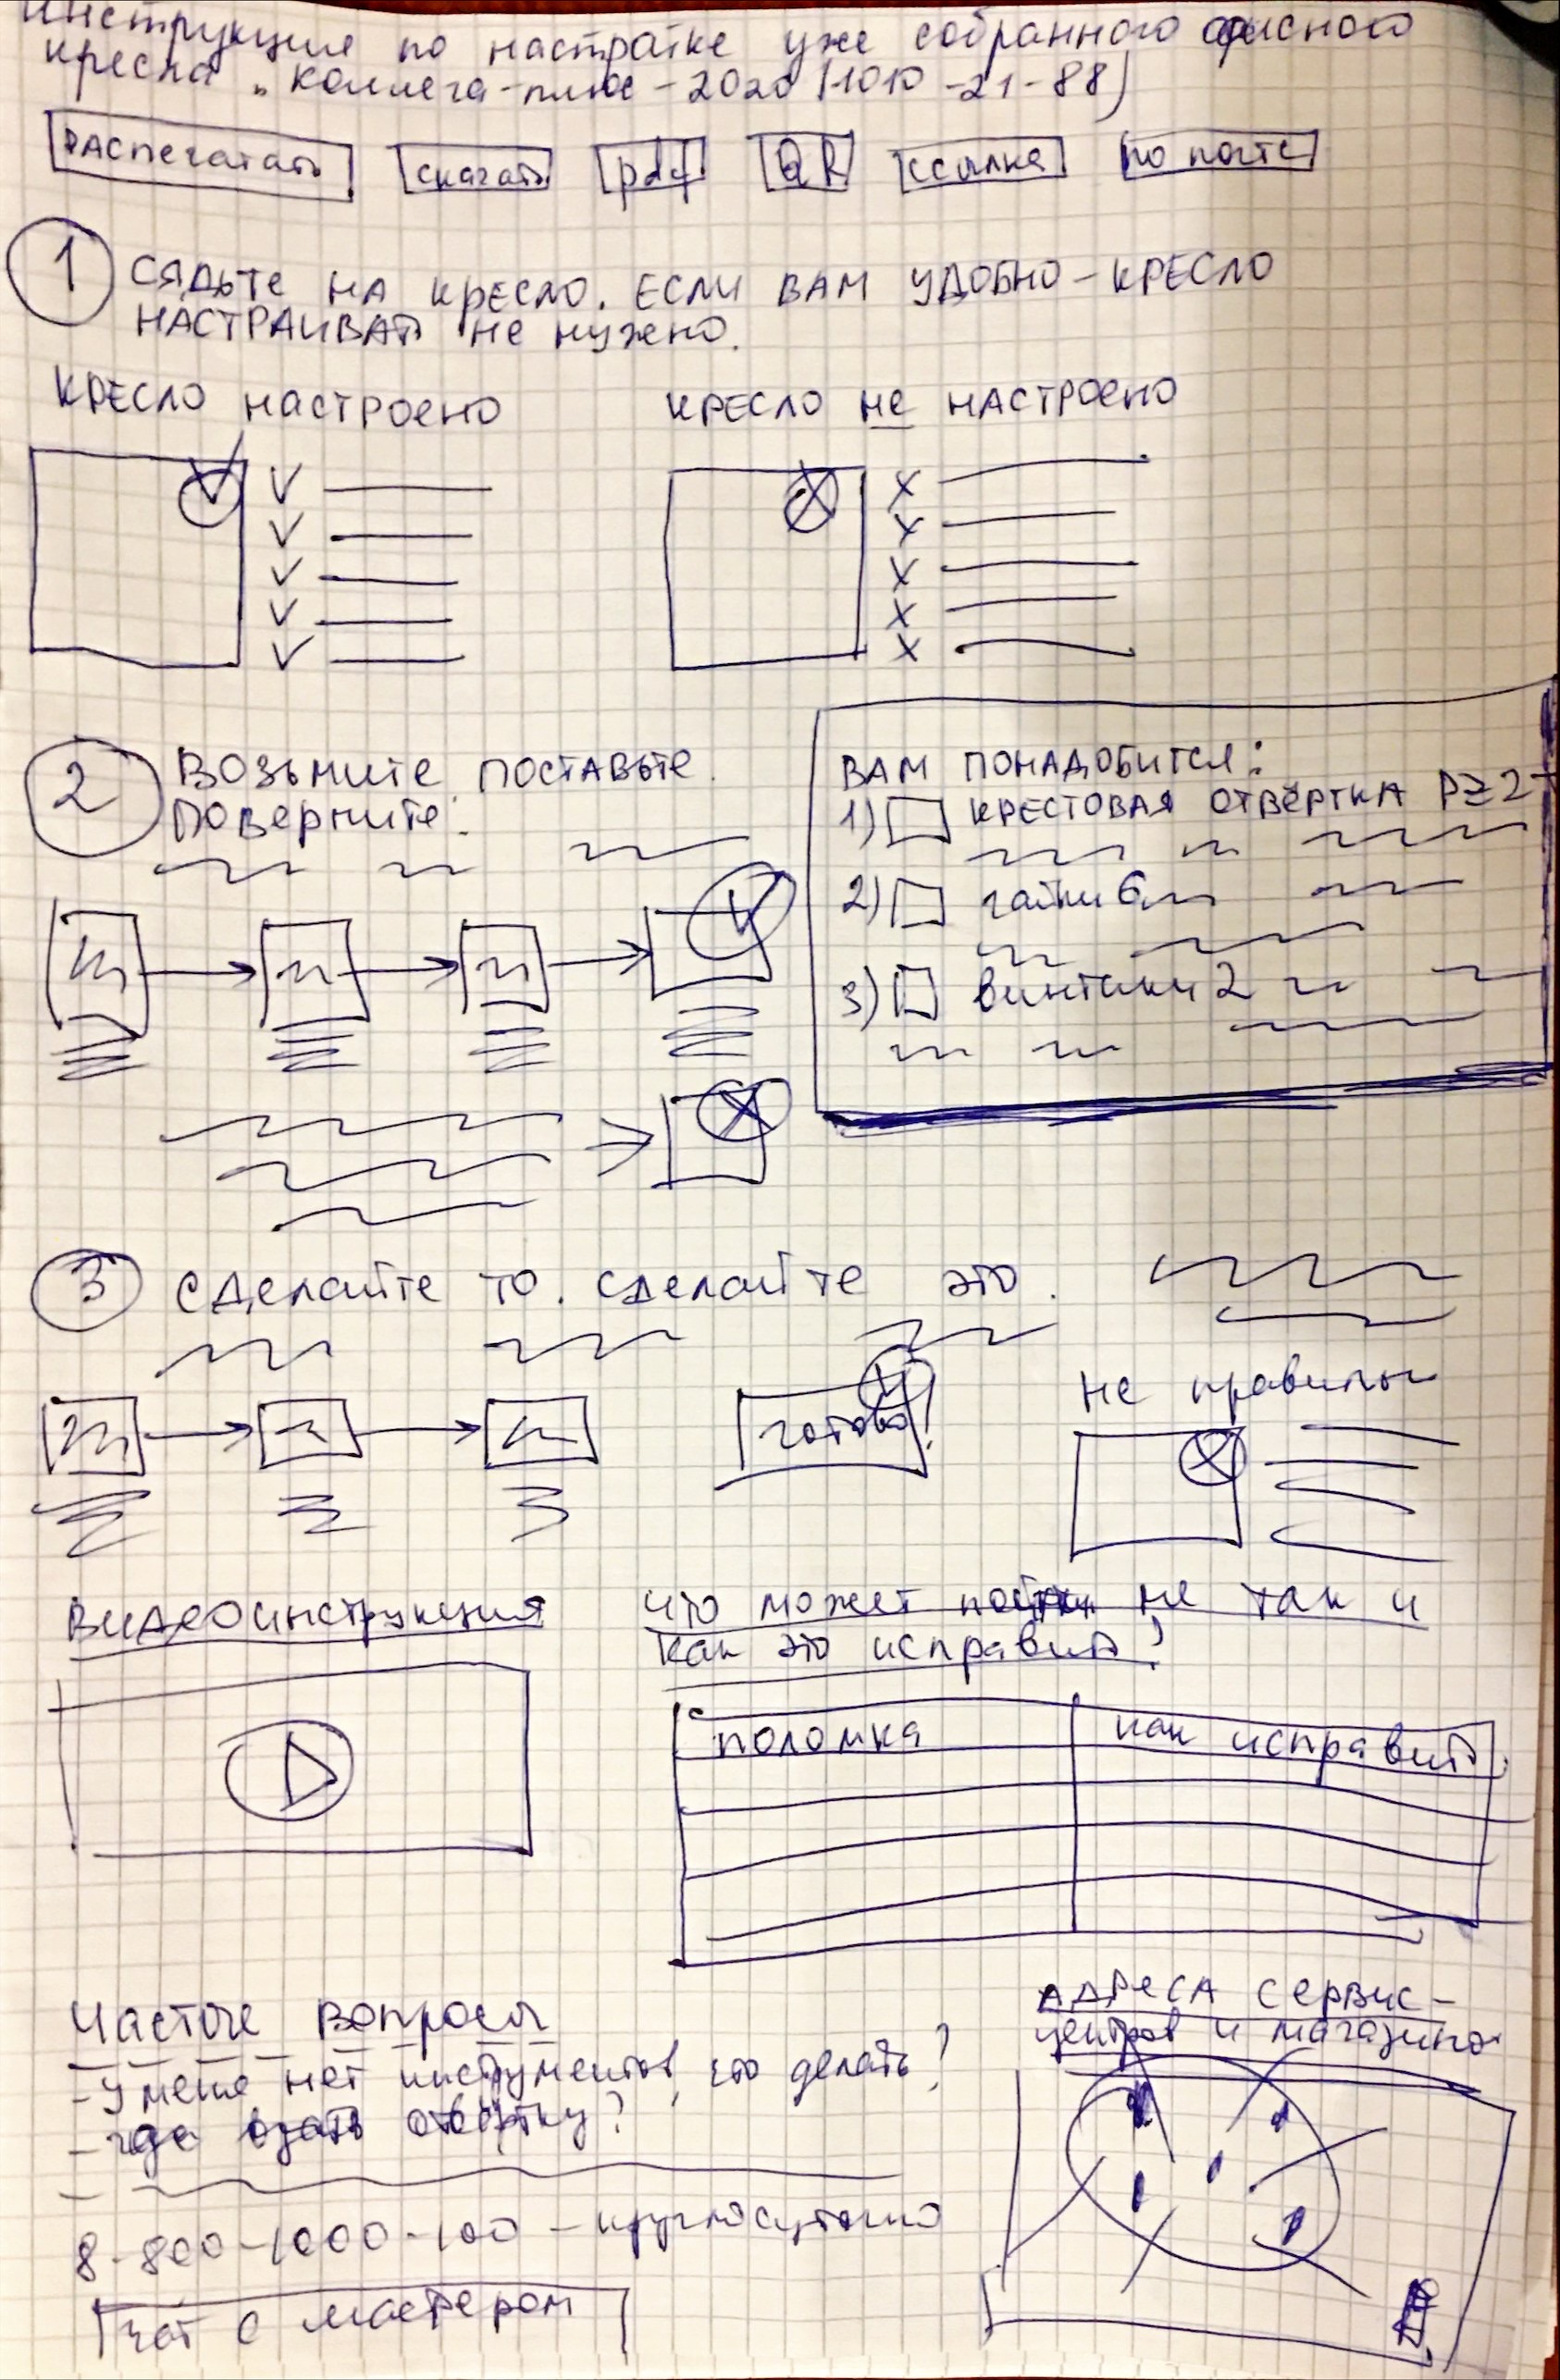 Инструкция по настройке уже собранного офисного
кресла „Коллега-плюс-2020 (1010-21-88)
РАСПЕЧАТАТЬ скачать pdf QR ссылка по почте
1 СЯДЬТЕ НА КРЕСЛО. ЕСЛИ ВАМ УДОБНО - КРЕСЛО
НАСТРАИВАТЬ НЕ НУЖНО.
КРЕСЛО НАСТРОЕНО
КРЕСЛО НЕ НАСТРОЕНО
2 ВОЗЬМИТЕ. ПОСТАВЬТЕ.
ПОВЕРНИТЕ.
ВАМ ПОНАДОБИТСЯ:
1) КРЕСТОВАЯ ОТВЁРТКА PZ2
2) гайки 6
3) винтики 2
3 СДЕЛАЙТЕ ТО. СДЕЛАЙТЕ ЭТО.
готово!
не правильн
ВИДЕОИНСТРУКЦИЯ
что может пойти не так и
как это исправить?
поломка как исправить
Частые вопросы
- У меня нет инструментов, что делать?
- где взять отвёртку?
8-800-1000-100 - круглосуточно
чат с мастером
АДРЕСА СЕРВИС-
центров и магазинов